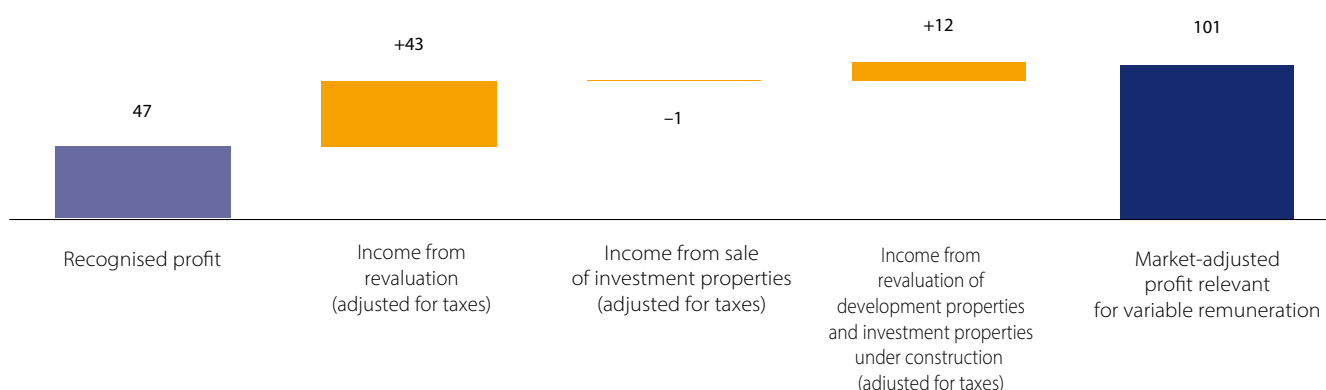 47
+43
–1
+12
101
Recognised profit
Income from
revaluation
(adjusted for taxes)
Income from sale
of investment properties
(adjusted for taxes)
Income from
revaluation of
development properties
and investment properties
under construction
(adjusted for taxes)
Market-adjusted
profit relevant
for variable remuneration